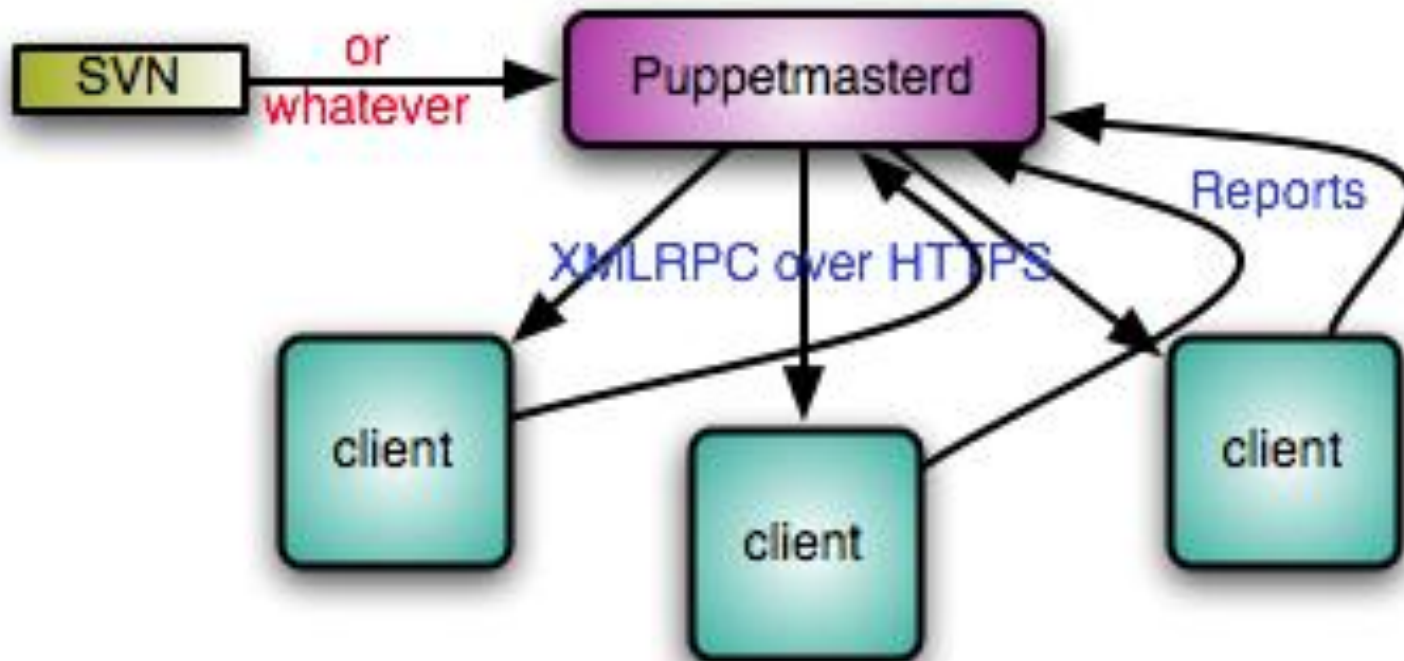 SVN
or
whatever
Puppetmasterd
Reports
XMLRPC over HTTPS
client
client
client